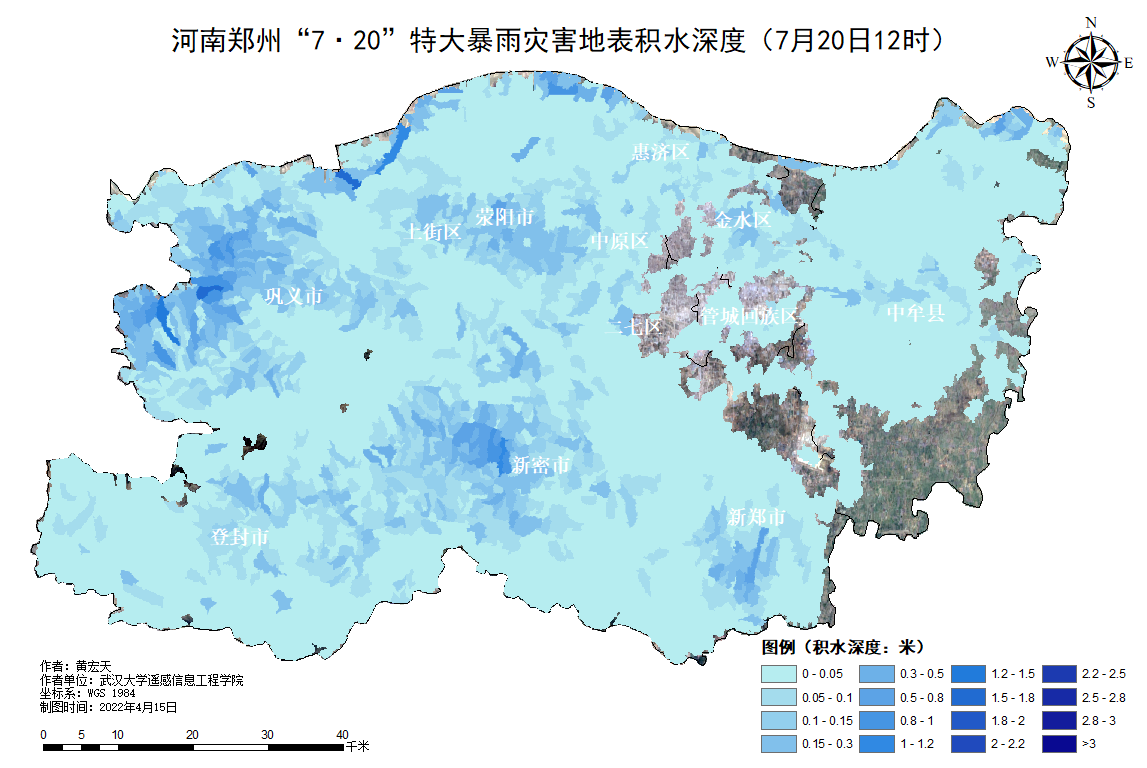 河南郑州“7·20”特大暴雨灾害地表积水深度（7月20日12时）
N
W E
S
惠济区
荥阳市
上街区
中原区
金水区
巩义市
二七区
管城回族区
中牟县
新密市
新郑市
登封市
图例（积水深度：米）
0 - 0.05 0.3 - 0.5 1.2 - 1.5 2.2 - 2.5
0.05 - 0.1 0.5 - 0.8 1.5 - 1.8 2.5 - 2.8
0.1 - 0.15 0.8 - 1 1.8 - 2 2.8 - 3
0.15 - 0.3 1 - 1.2 2 - 2.2 >3
作者：黄宏天
作者单位：武汉大学遥感信息工程学院
坐标系：WGS 1984
制图时间：2022年4月15日
0 5 10 20 30 40
千米